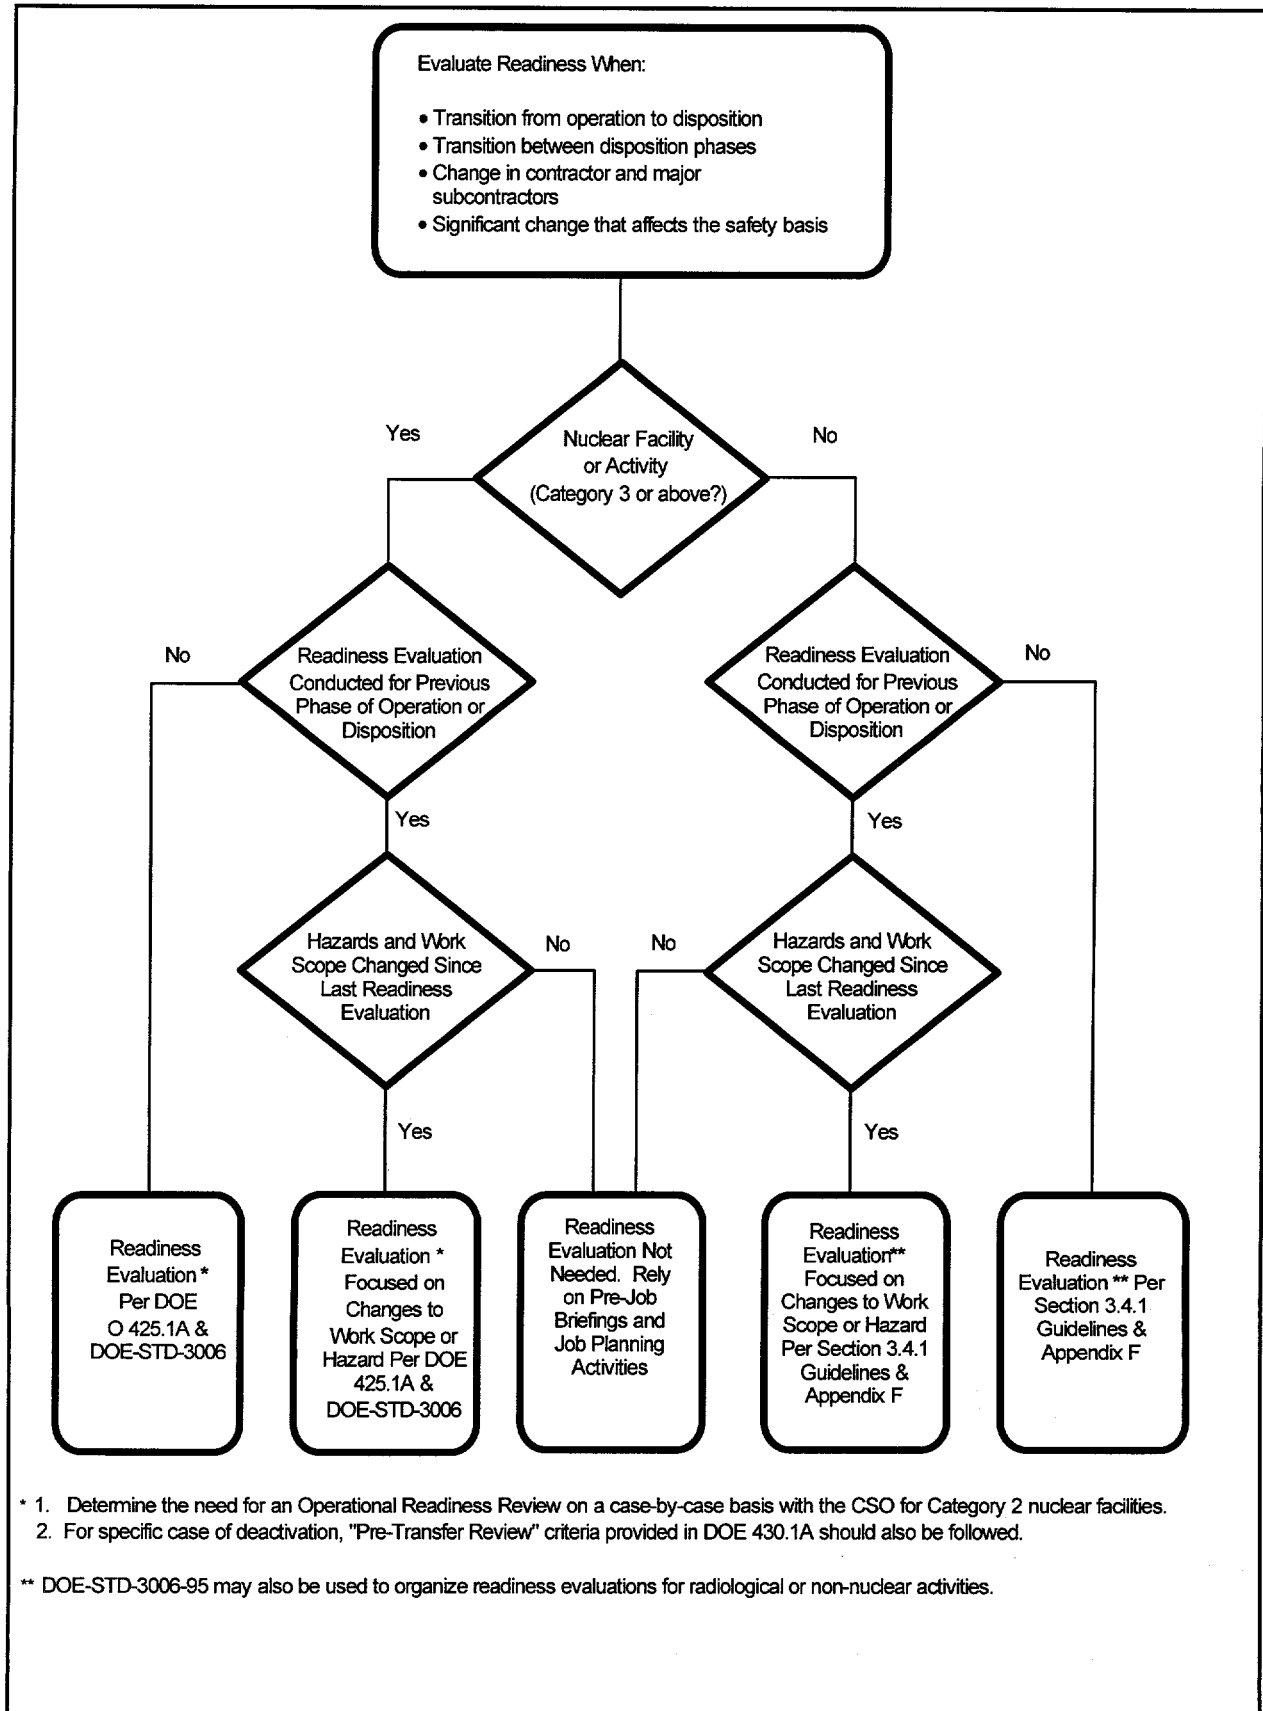 Evaluate Readiness When:
• Transition from operation to disposition
• Transition between disposition phases
• Change in contractor and major
subcontractors
• Significant change that affects the safety basis
Yes
Nuclear Facility
or Activity
(Category 3 or above?)
No
No
Readiness Evaluation
Conducted for Previous
Phase of Operation or
Disposition
Readiness Evaluation
Conducted for Previous
Phase of Operation or
Disposition
No
Yes
Yes
Hazards and Work
Scope Changed Since
Last Readiness
Evaluation
No
No
Hazards and Work
Scope Changed Since
Last Readiness
Evaluation
Yes
Yes
Readiness
Evaluation *
Per DOE
O 425.1A &
DOE-STD-3006
Readiness
Evaluation *
Focused on
Changes to
Work Scope or
Hazard Per DOE
425.1A &
DOE-STD-3006
Readiness
Evaluation Not
Needed. Rely
on Pre-Job
Briefings and
Job Planning
Activities
Readiness
Evaluation**
Focused on
Changes to Work
Scope or Hazard
Per Section 3.4.1
Guidelines &
Appendix F
Readiness
Evaluation ** Per
Section 3.4.1
Guidelines &
Appendix F
* 1. Determine the need for an Operational Readiness Review on a case-by-case basis with the CSO for Category 2 nuclear facilities.
2. For specific case of deactivation, "Pre-Transfer Review" criteria provided in DOE 430.1A should also be followed.
** DOE-STD-3006-95 may also be used to organize readiness evaluations for radiological or non-nuclear activities.